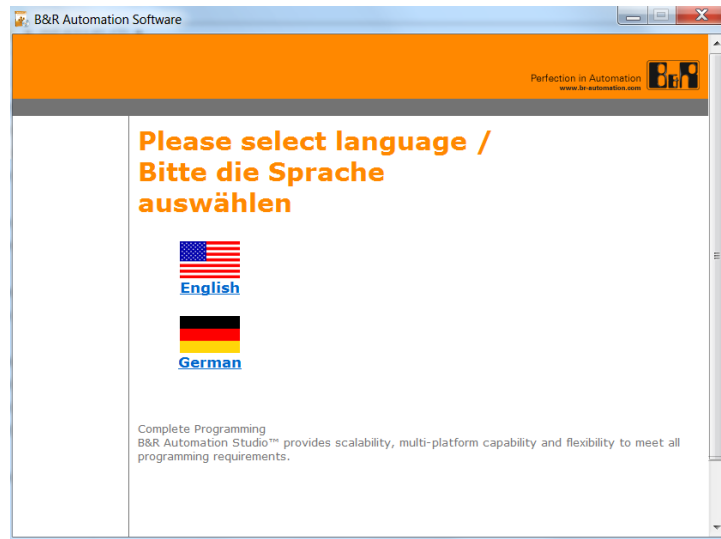 B&R Automation Software
Perfection in Automation
www.br-automation.com
B&R
Please select language /
Bitte die Sprache
auswählen
English
German
Complete Programming
B&R Automation Studio™ provides scalability, multi-platform capability and flexibility to meet all
programming requirements.